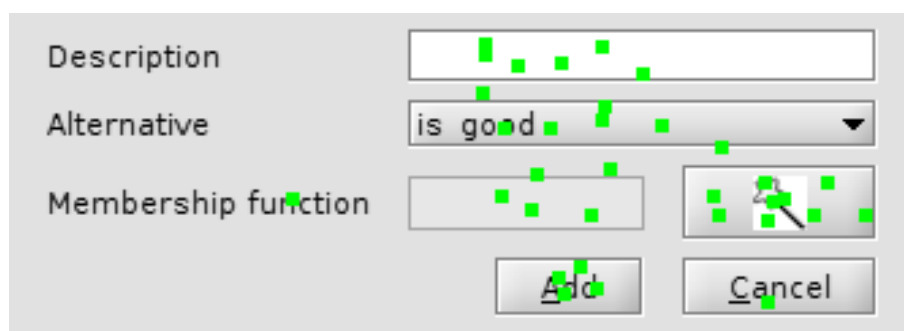 Description
Alternative is good
Membership function
Add Cancel